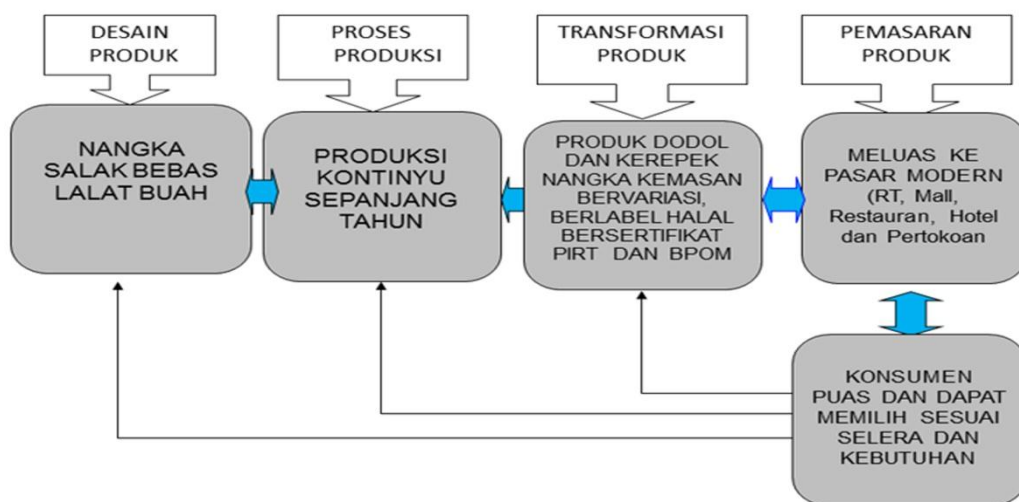 DESAIN
PRODUK
PROSES
PRODUKSI
TRANSFORMASI
PRODUK
PEMASARAN
PRODUK
NANGKA
SALAK BEBAS
LALAT BUAH
PRODUKSI
KONTINYU
SEPANJANG
TAHUN
PRODUK DODOL
DAN KEREPEK
NANGKA KEMASAN
BERVARIASI,
BERLABEL HALAL
BERSERTIFIKAT
PIRT DAN BPOM
MELUAS KE
PASAR MODERN
(RT, Mall,
Restauran, Hotel
dan Pertokoan
KONSUMEN
PUAS DAN DAPAT
MEMILIH SESUAI
SELERA DAN
KEBUTUHAN